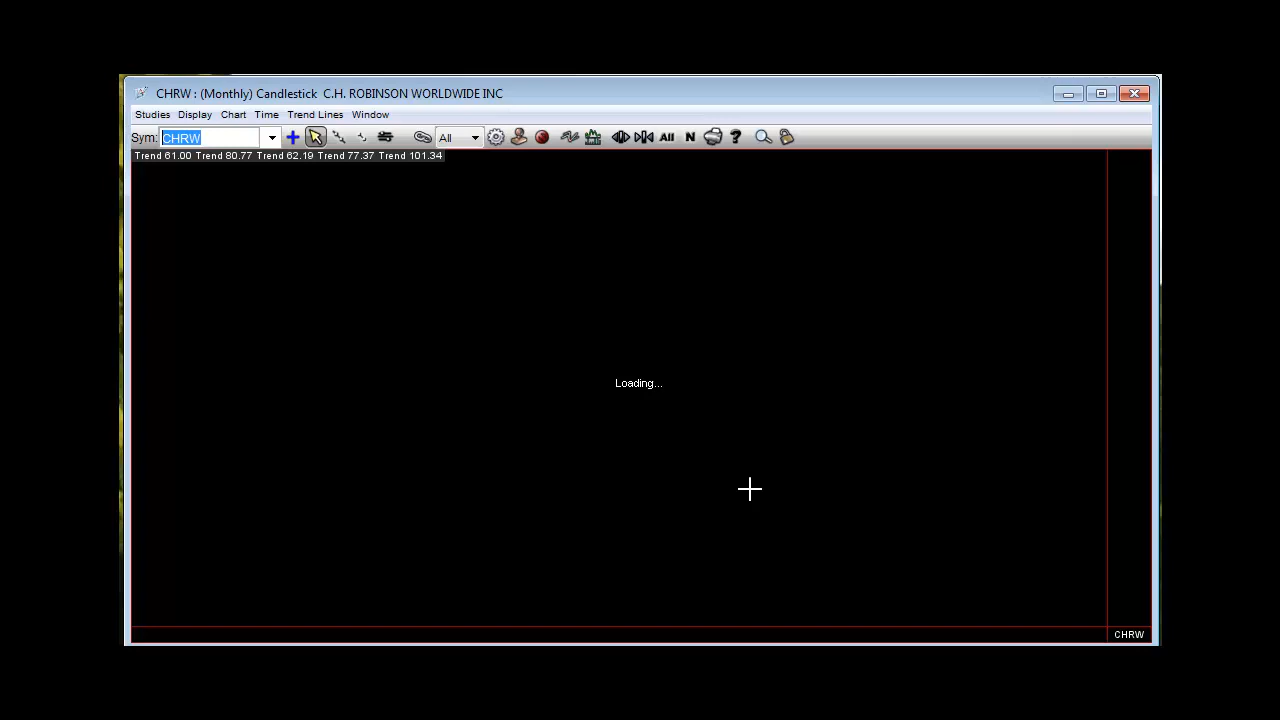 CHRW : (Monthly) Candlestick  C.H. ROBINSON WORLDWIDE INC
Studies Display Chart Time Trend Lines Window
Sym: CHRW All All N ?
Trend 61.00 Trend 80.77 Trend 62.19 Trend 77.37 Trend 101.34
Loading...
CHRW